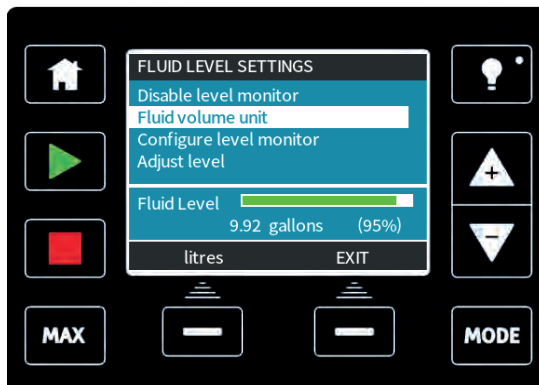 FLUID LEVEL SETTINGS
Disable level monitor
Fluid volume unit
Configure level monitor
Adjust level
Fluid Level
9.92 gallons (95%)
litres EXIT
+
−
MAX
MODE